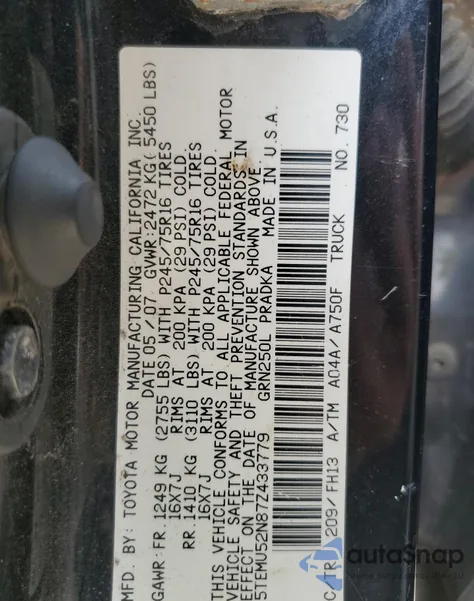 MFD. BY: TOYOTA MOTOR MANUFACTURING CALIFORNIA INC.
DATE 05/07 GVWR:2472 KG( 5450 LBS)
GAWR:FR.1249 KG (2755 LBS) WITH P245/75R16 TIRES
16X7J RIMS AT 200 KPA (29 PSI) COLD.
RR.1410 KG (3110 LBS) WITH P245/75R16 TIRES
16X7J RIMS AT 200 KPA (29 PSI) COLD.
THIS VEHICLE CONFORMS TO ALL APPLICABLE FEDERAL MOTOR
VEHICLE SAFETY AND THEFT PREVENTION STANDARDS IN
EFFECT ON THE DATE OF MANUFACTURE SHOWN ABOVE
5TEMU52N87Z433779 GRN250L PRADKA MADE IN U.S.A.
C/TR 209/FH13 A/TM A04A/A750F TRUCK NO. 730
autoSnap